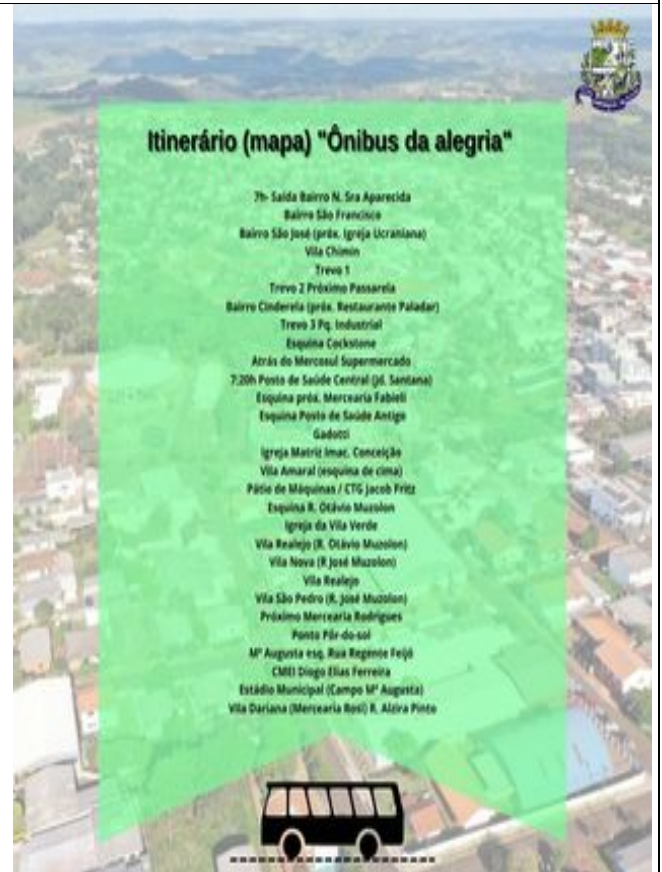 Itinerário (mapa) "Ônibus da alegria"
7h- Saída Bairro N. Sra Aparecida
Bairro São Francisco
Bairro São José (próx. Igreja Ucraniana)
Vila Chimin
Trevo 1
Trevo 2 Próximo Passarela
Bairro Cinderela (próx. Restaurante Paladar)
Trevo 3 Pq. Industrial
Esquina Cockstone
Atrás do Mercosul Supermercado
7:20h Posto de Saúde Central (jd. Santana)
Esquina próx. Mercearia Fabieli
Esquina Posto de Saúde Antigo
Gadotti
Igreja Matriz Imac. Conceição
Vila Amaral (esquina de cima)
Pátio de Máquinas / CTG Jacob Fritz
Esquina R. Otávio Muzolon
Igreja da Vila Verde
Vila Realejo (R. Otávio Muzolon)
Vila Nova (R José Muzolon)
Vila Realejo
Vila São Pedro (R. José Muzolon)
Próximo Mercearia Rodrigues
Ponto Pôr-do-sol
Mª Augusta esq. Rua Regente Feijó
CMEI Diogo Elias Ferreira
Estádio Municipal (Campo Mª Augusta)
Vila Dariana (Mercearia Rosi) R. Alzira Pinto